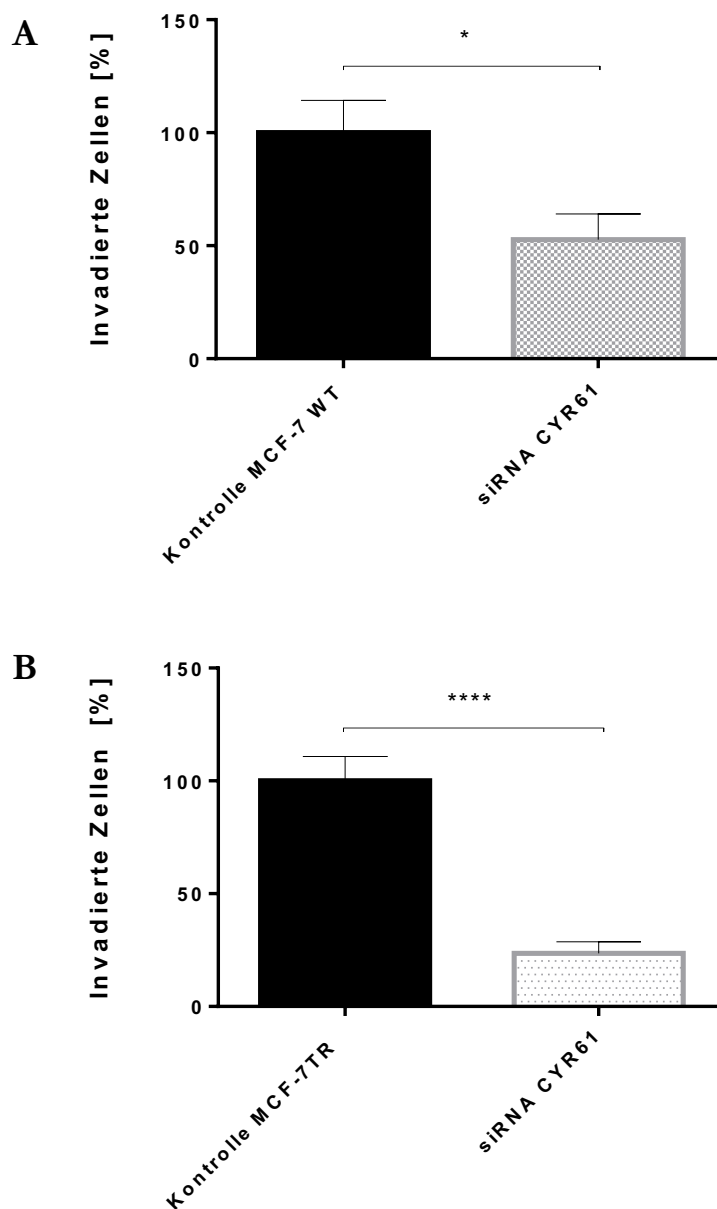 A
Invadierte Zellen [%]
150
100
50
0
*
Kontrolle MCF-7 WT
siRNA CYR61
B
Invadierte Zellen [%]
150
100
50
0
****
Kontrolle MCF-7TR
siRNA CYR61